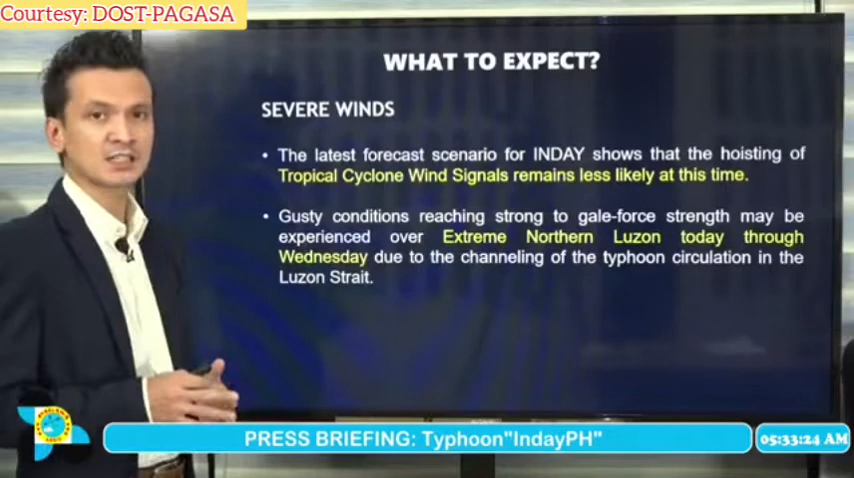 Courtesy: DOST-PAGASA
WHAT TO EXPECT?
SEVERE WINDS
• The latest forecast scenario for INDAY shows that the hoisting of
Tropical Cyclone Wind Signals remains less likely at this time.
• Gusty conditions reaching strong to gale-force strength may be
experienced over Extreme Northern Luzon today through
Wednesday due to the channeling of the typhoon circulation in the
Luzon Strait.
PRESS BRIEFING: Typhoon"IndayPH"
05:33:24 AM